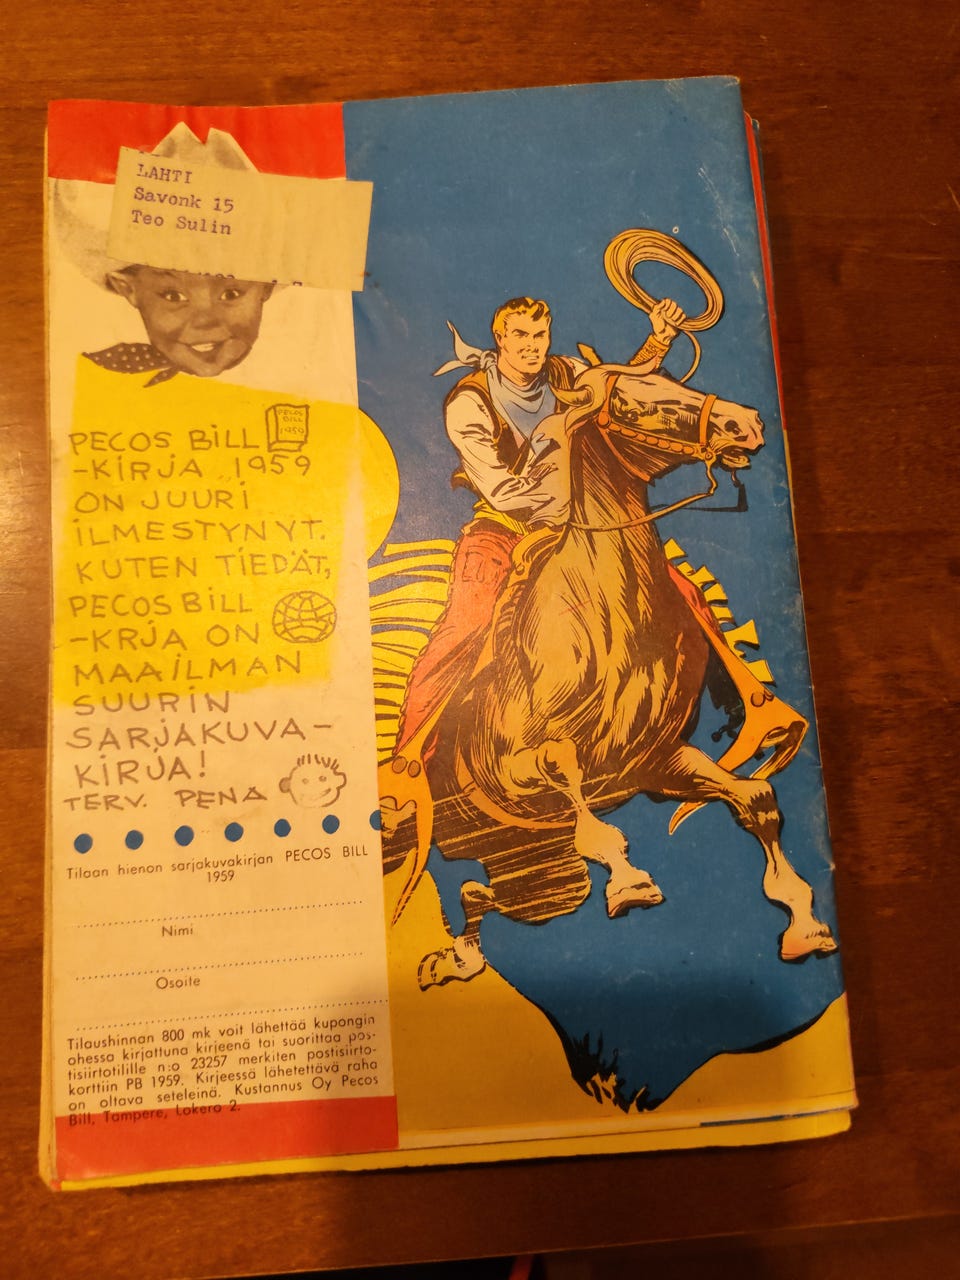 LAHTI
Savonk 15
Teo Sulin
PECOS BILL
PECOS
BILL
1959
-KIRJA 1959
ON JUURI
ILMESTYNYT.
KUTEN TIEDÄT,
PECOS BILL
-KRJA ON
MAAILMAN
SUURIN
SARJAKUVA-
KIRJA!
TERV. PENA
Tilaan hienon sarjakuvakirjan PECOS BILL
1959
Nimi
Osoite
Tilaushinnan 800 mk voit lähettää kupongin
ohessa kirjattuna kirjeenä tai suorittaa pos-
tisiirtotilille n:o 23257 merkiten postisiirto-
korttiin PB 1959. Kirjeessä lähetettävä raha
on oltava seteleinä. Kustannus Oy Pecos
Bill, Tampere, Lokero 2.